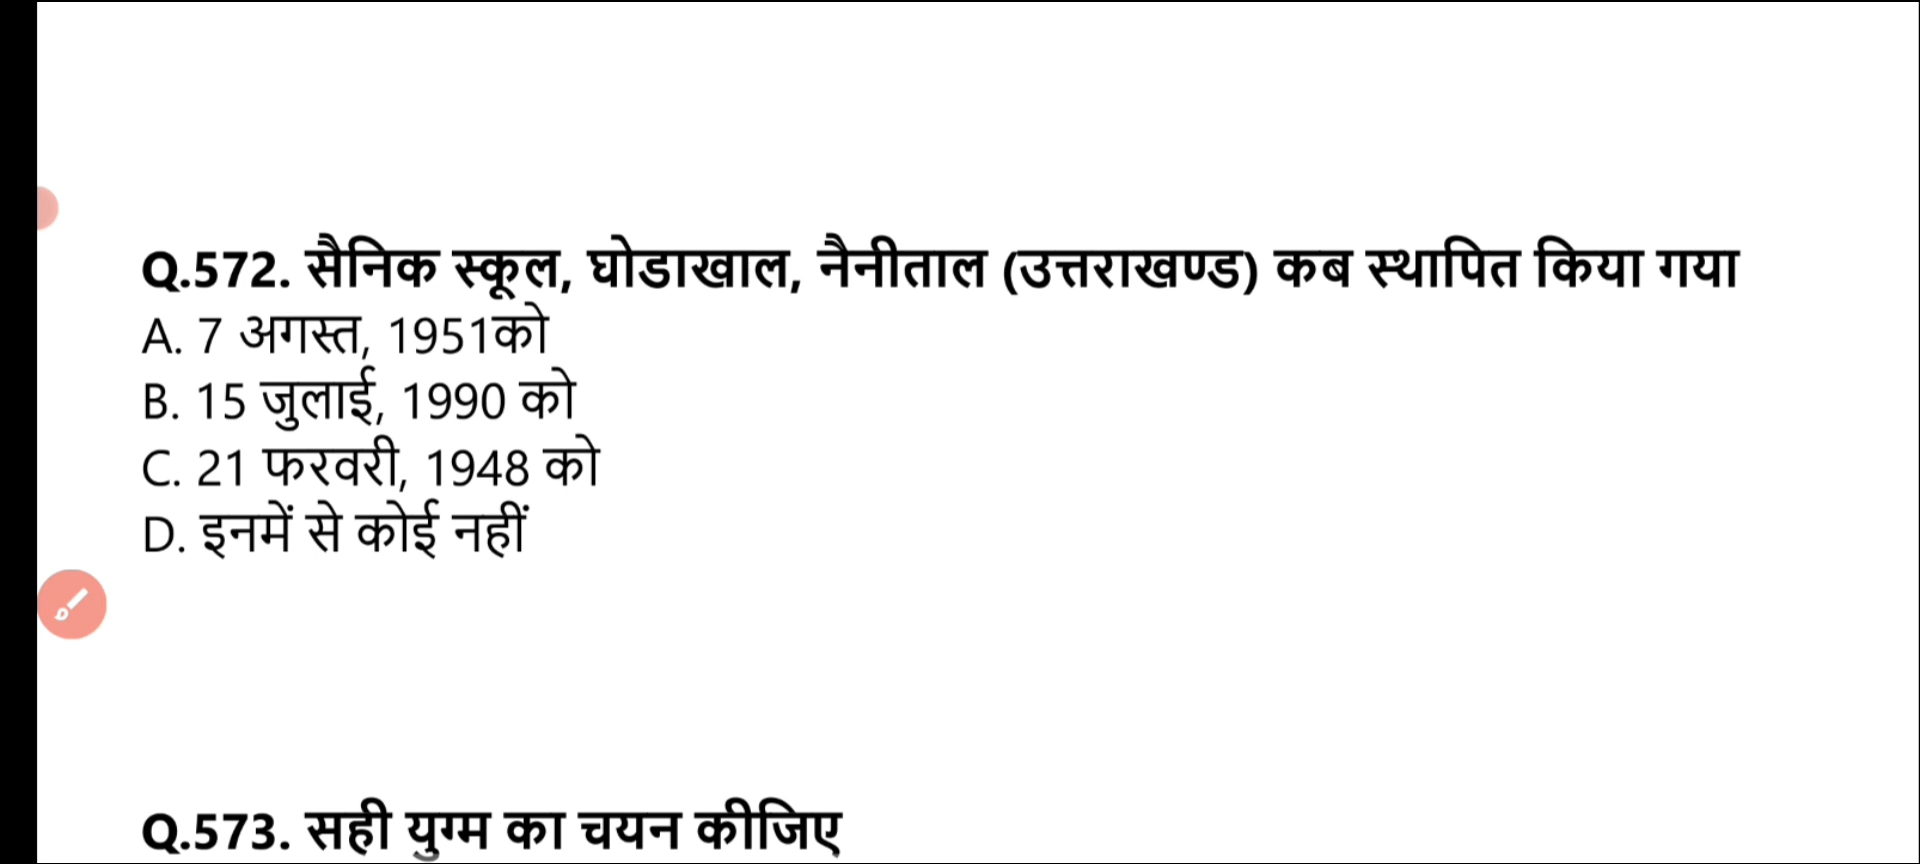 Q.572. सैनिक स्कूल, घोडाखाल, नैनीताल (उत्तराखण्ड) कब स्थापित किया गया
A. 7 अगस्त, 1951को
B. 15 जुलाई, 1990 को
C. 21 फरवरी, 1948 को
D. इनमें से कोई नहीं
Q.573. सही युग्म का चयन कीजिए